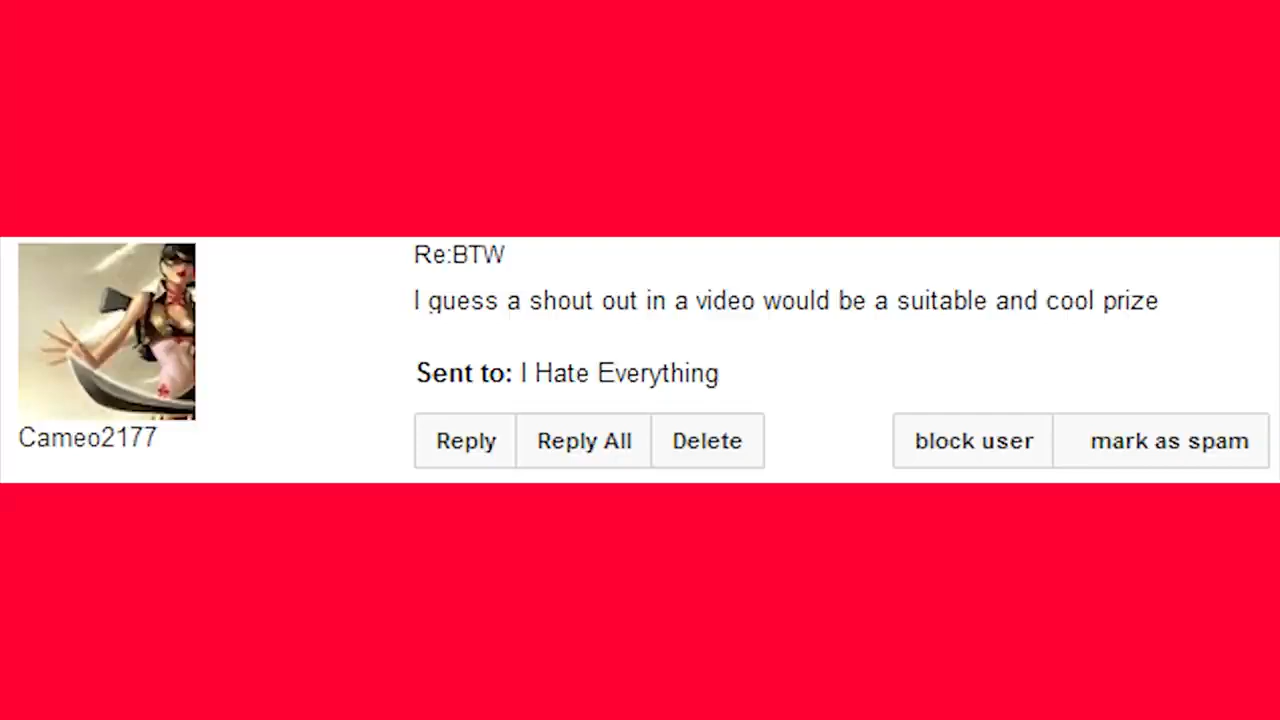 Re:BTW
I guess a shout out in a video would be a suitable and cool prize
Sent to: I Hate Everything
Cameo2177
Reply Reply All Delete block user mark as spam